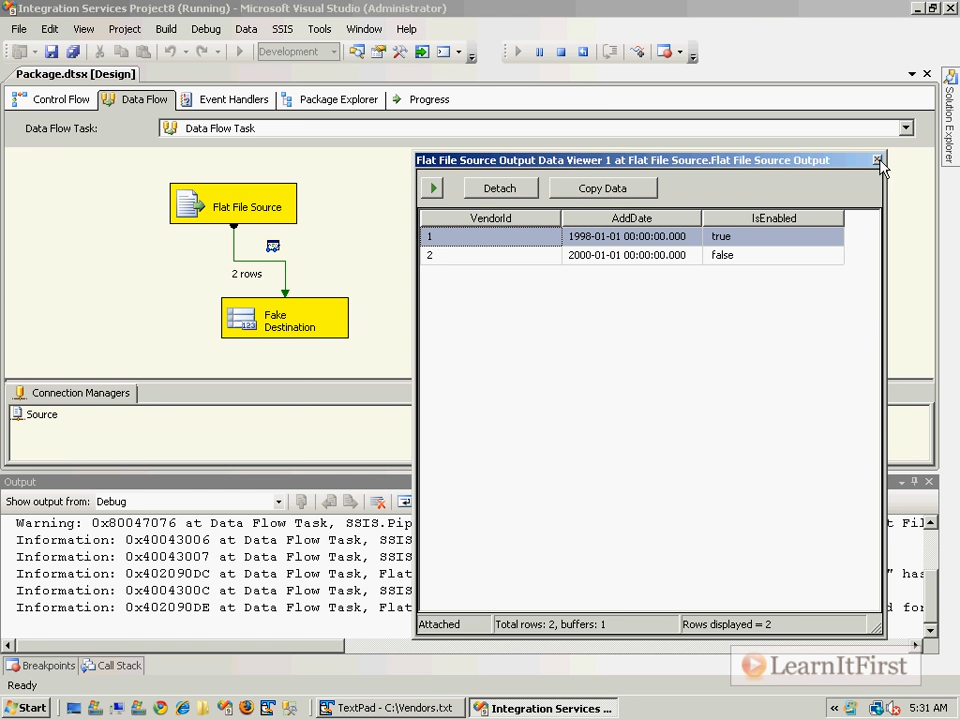 Integration Services Project8 (Running) - Microsoft Visual Studio (Administrator)
File Edit View Project Build Debug Data SSIS Tools Window Help
Development
Package.dtsx [Design]
Control Flow Data Flow Event Handlers Package Explorer Progress
Data Flow Task: Data Flow Task
Solution Explorer
Flat File Source Output Data Viewer 1 at Flat File Source.Flat File Source Output
Detach Copy Data
VendorId AddDate IsEnabled
1 1998-01-01 00:00:00.000 true
2 2000-01-01 00:00:00.000 false
Flat File Source
2 rows
Fake
Destination
123
Connection Managers
Source
Output
Show output from: Debug
Warning: 0x80047076 at Data Flow Task, SSIS.Pip t Fil
Information: 0x40043006 at Data Flow Task, SSIS
Information: 0x40043007 at Data Flow Task, SSIS
Information: 0x402090DC at Data Flow Task, Flat " has
Information: 0x4004300C at Data Flow Task, SSIS
Information: 0x402090DE at Data Flow Task, Flat d for
Attached Total rows: 2, buffers: 1 Rows displayed = 2
Breakpoints Call Stack
LearnItFirst
Ready
Start TextPad - C:\Vendors.txt Integration Services ... 5:31 AM